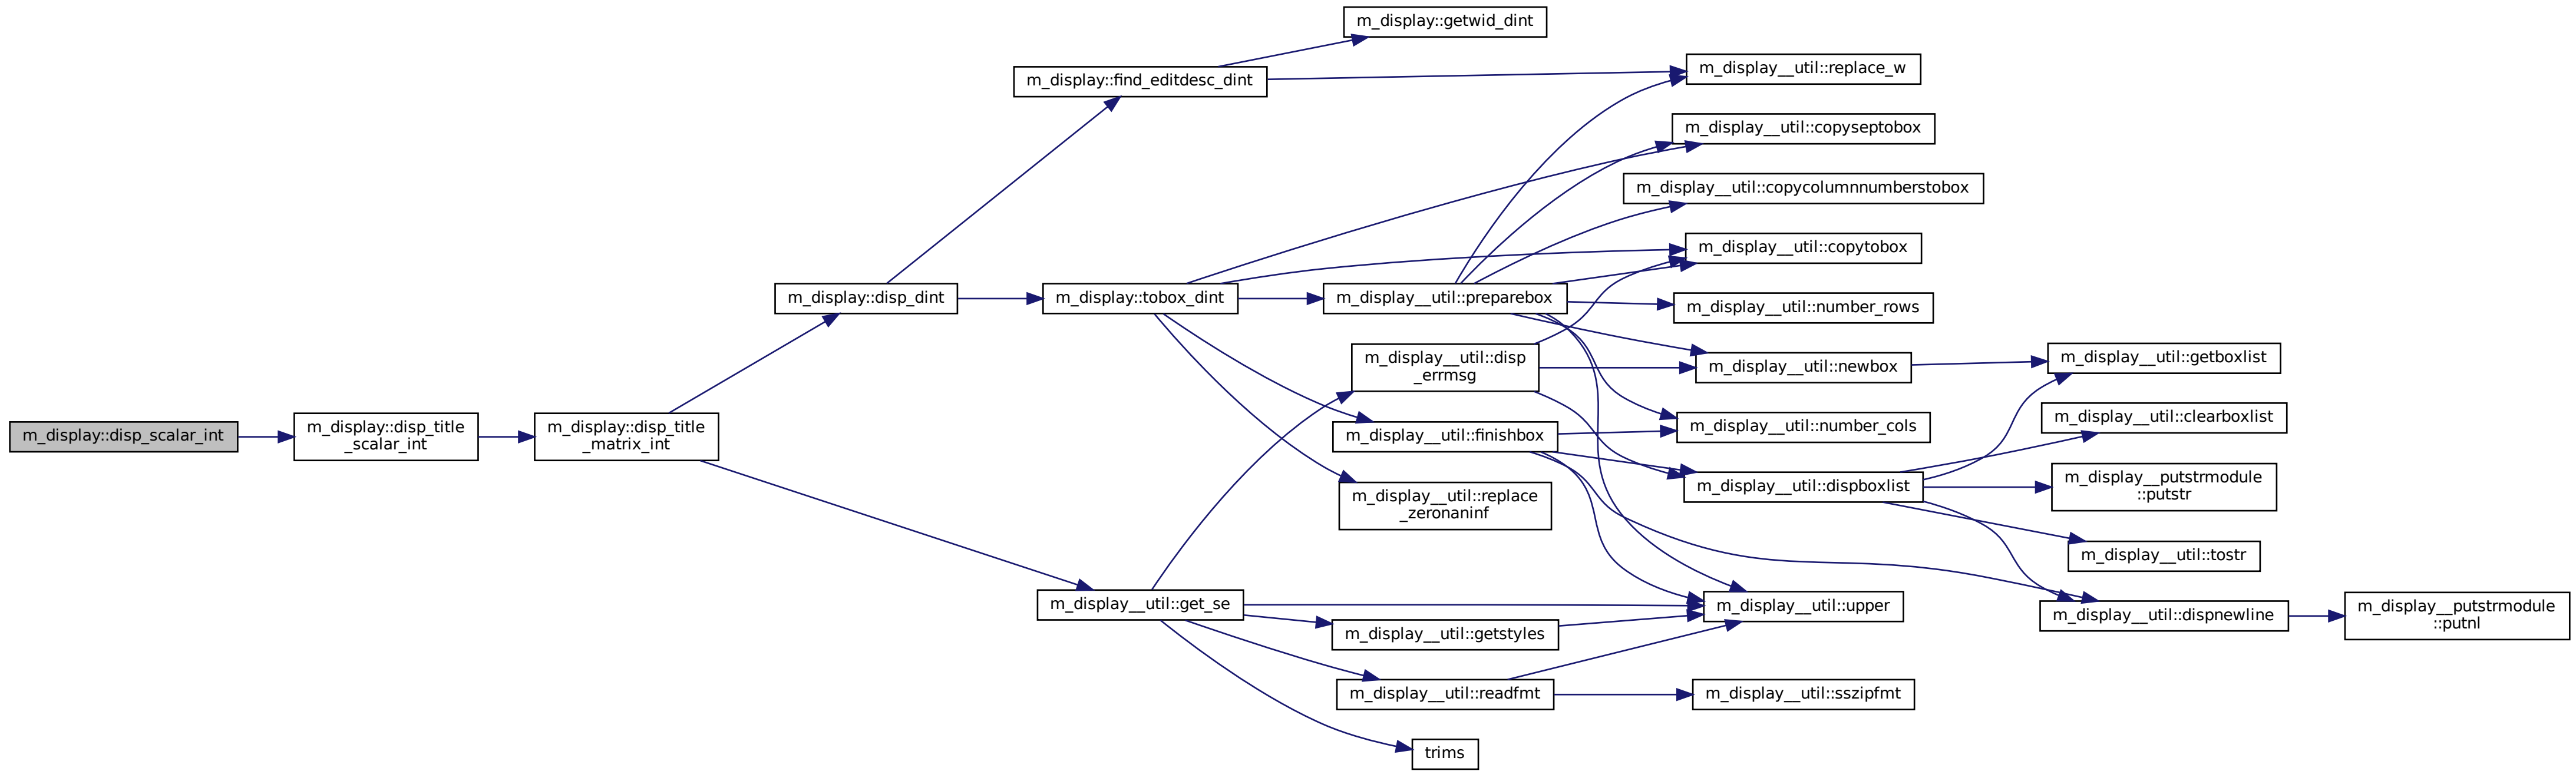 m_display::disp_scalar_int
m_display::disp_title
_scalar_int
m_display::disp_title
_matrix_int
m_display::disp_dint
m_display::find_editdesc_dint
m_display::getwid_dint
m_display__util::replace_w
m_display::tobox_dint
m_display__util::copyseptobox
m_display__util::copycolumnnumberstobox
m_display__util::copytobox
m_display__util::preparebox
m_display__util::number_rows
m_display__util::disp
_errmsg
m_display__util::newbox
m_display__util::getboxlist
m_display__util::number_cols
m_display__util::finishbox
m_display__util::clearboxlist
m_display__util::dispboxlist
m_display__putstrmodule
::putstr
m_display__util::replace
_zeronaninf
m_display__util::tostr
m_display__util::get_se
m_display__util::upper
m_display__util::dispnewline
m_display__putstrmodule
::putnl
m_display__util::getstyles
m_display__util::readfmt
m_display__util::sszipfmt
trims